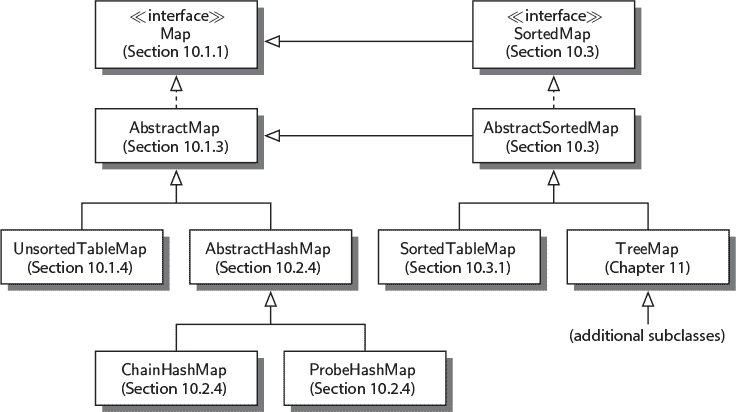 ≪interface≫
Map
(Section 10.1.1)
≪interface≫
SortedMap
(Section 10.3)
AbstractMap
(Section 10.1.3)
AbstractSortedMap
(Section 10.3)
UnsortedTableMap
(Section 10.1.4)
AbstractHashMap
(Section 10.2.4)
SortedTableMap
(Section 10.3.1)
TreeMap
(Chapter 11)
(additional subclasses)
ChainHashMap
(Section 10.2.4)
ProbeHashMap
(Section 10.2.4)